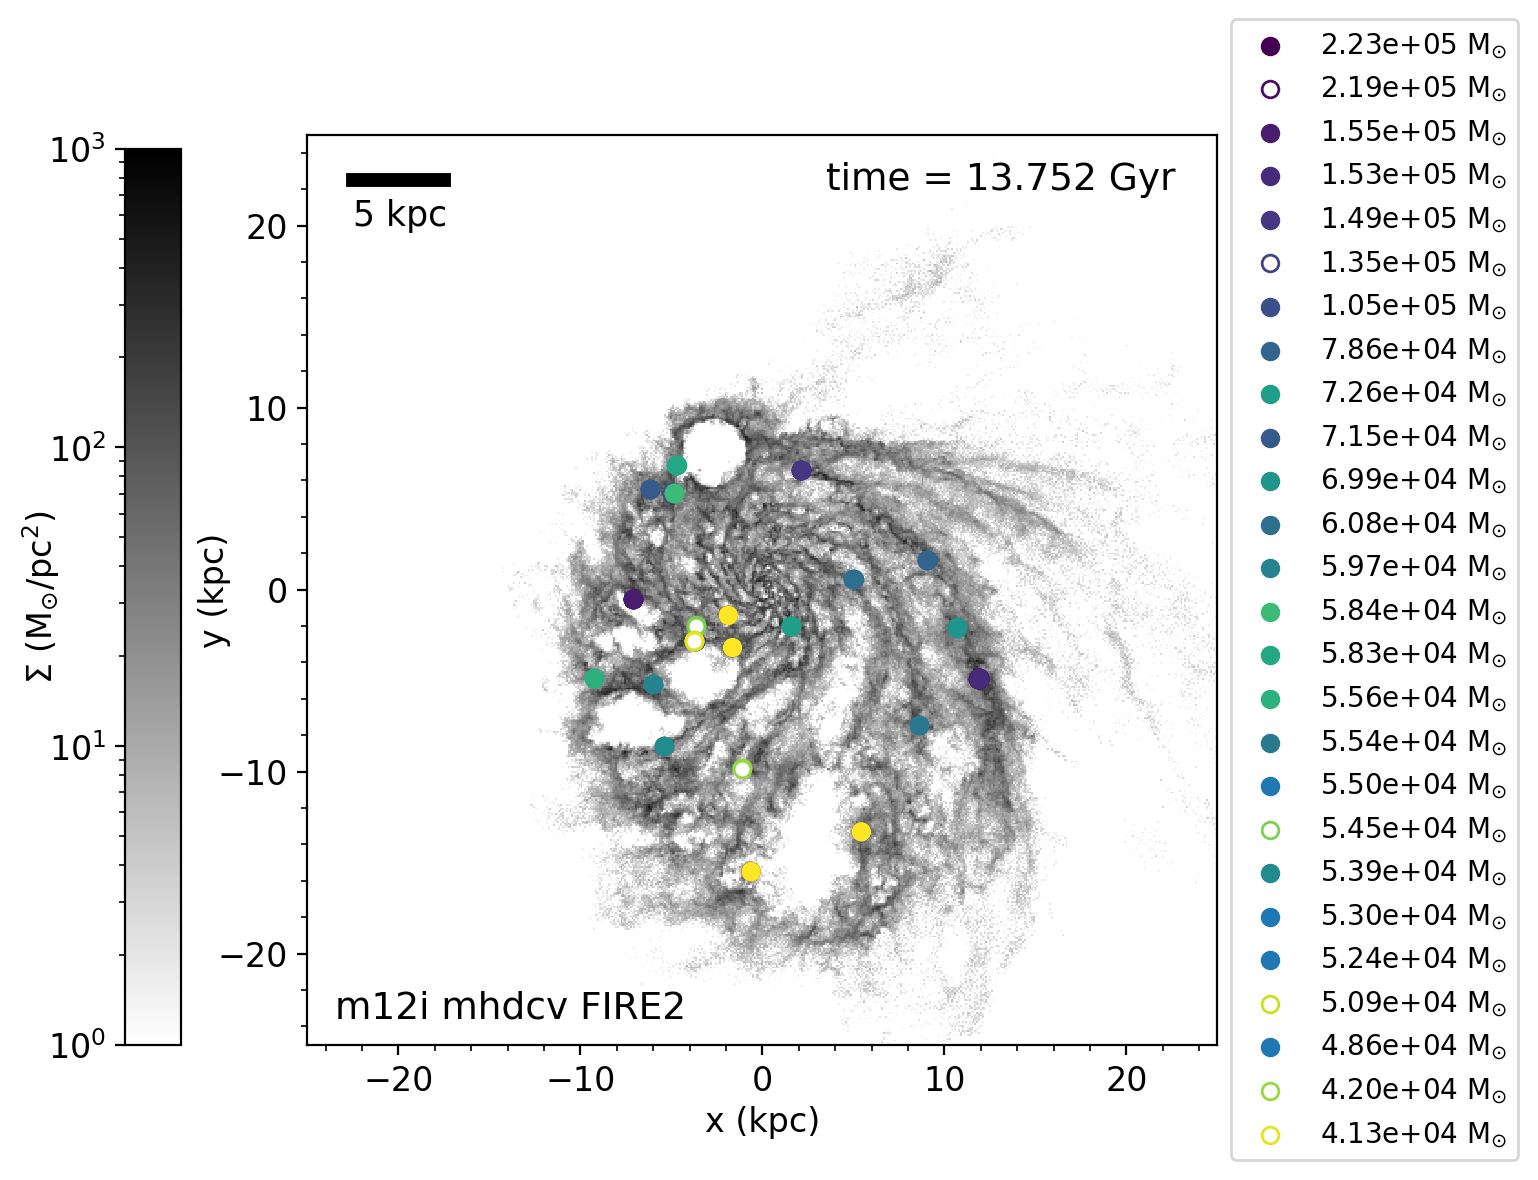 time = 13.752 Gyr
5 kpc
m12i mhdcv FIRE2
10³
10²
10¹
10⁰
Σ (M⊙/pc²)
20
10
0
−10
−20
y (kpc)
−20 −10 0 10 20
x (kpc)
2.23e+05 M⊙
2.19e+05 M⊙
1.55e+05 M⊙
1.53e+05 M⊙
1.49e+05 M⊙
1.35e+05 M⊙
1.05e+05 M⊙
7.86e+04 M⊙
7.26e+04 M⊙
7.15e+04 M⊙
6.99e+04 M⊙
6.08e+04 M⊙
5.97e+04 M⊙
5.84e+04 M⊙
5.83e+04 M⊙
5.56e+04 M⊙
5.54e+04 M⊙
5.50e+04 M⊙
5.45e+04 M⊙
5.39e+04 M⊙
5.30e+04 M⊙
5.24e+04 M⊙
5.09e+04 M⊙
4.86e+04 M⊙
4.20e+04 M⊙
4.13e+04 M⊙